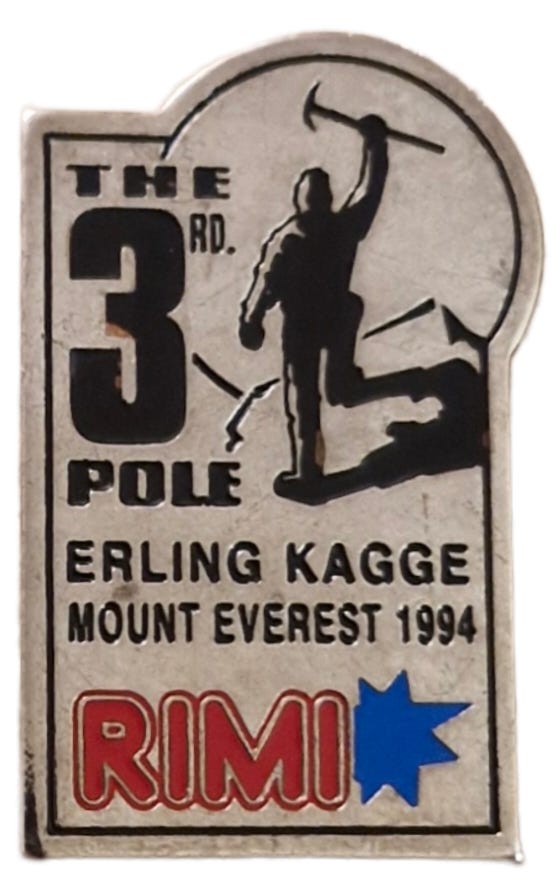 THE
3RD.
POLE
ERLING KAGGE
MOUNT EVEREST 1994
RIMI